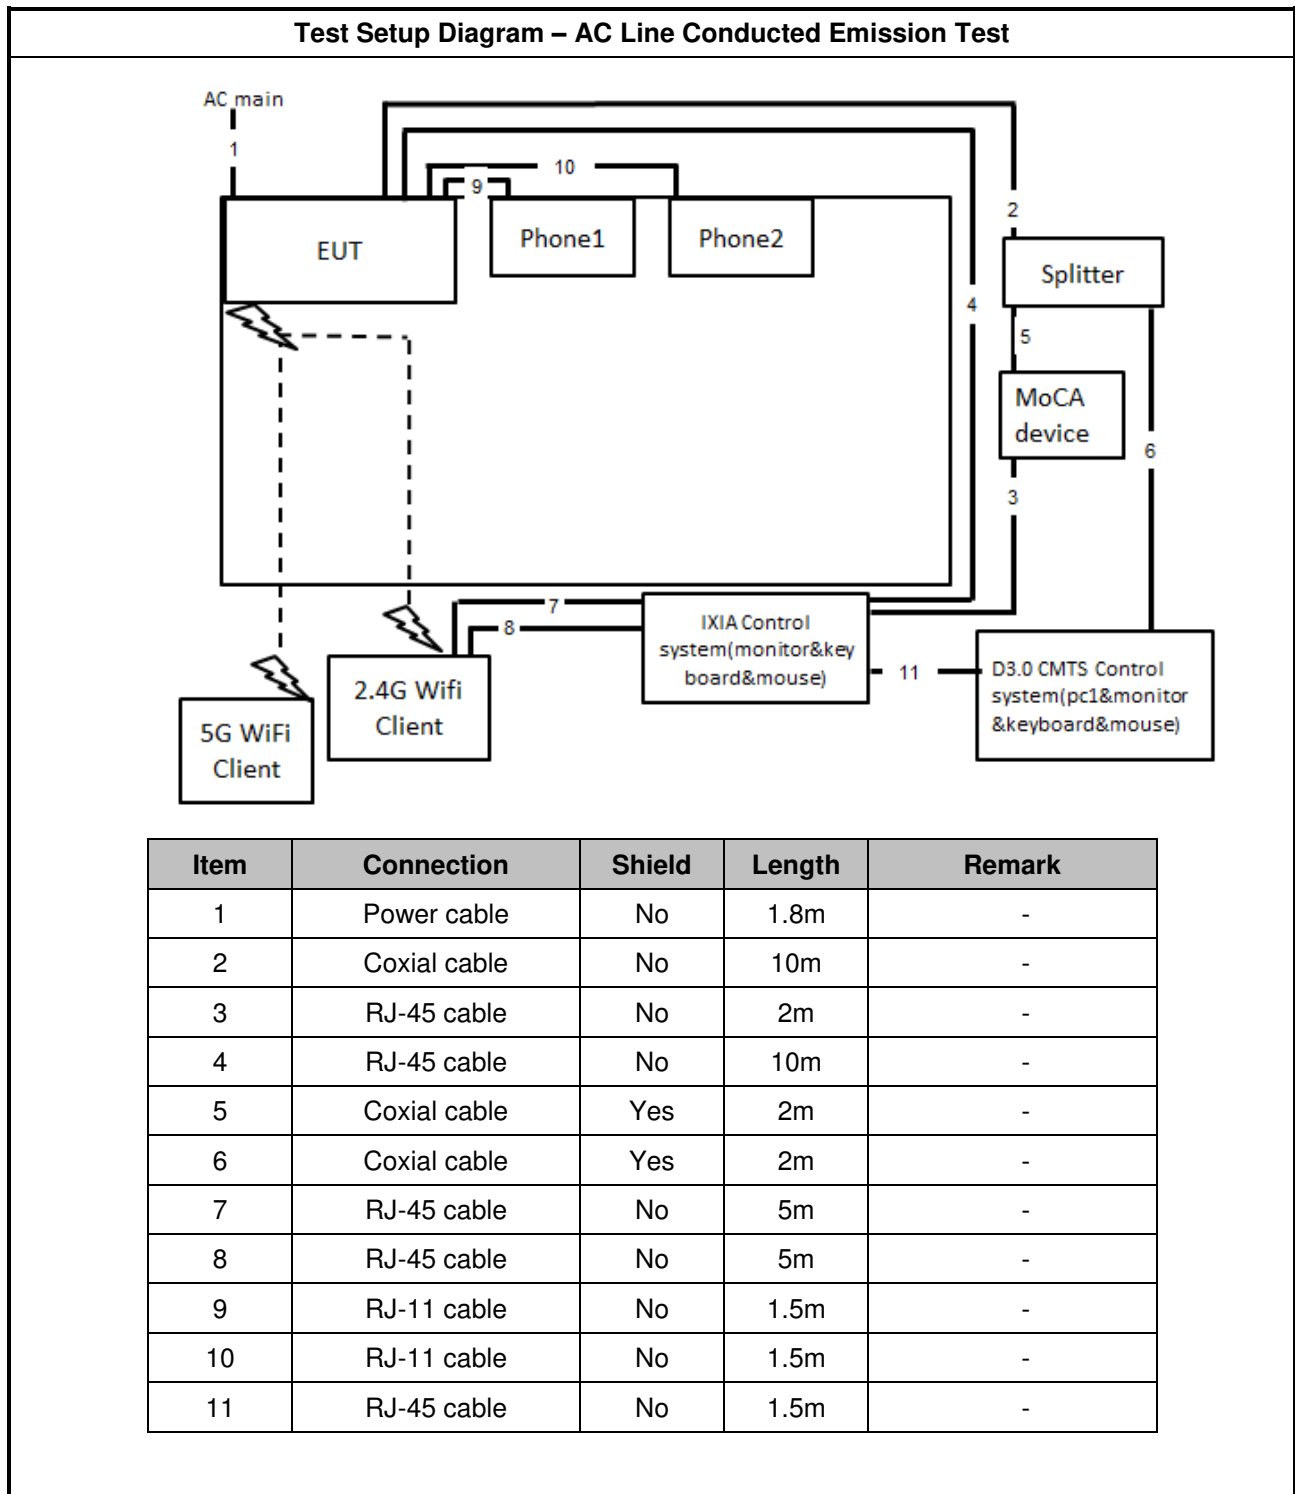 Test Setup Diagram – AC Line Conducted Emission Test
AC main
1
10
9
2
EUT
Phone1
Phone2
Splitter
4
5
MoCA
device
6
3
7
8
IXIA Control
system(monitor&key
board&mouse)
11
D3.0 CMTS Control
system(pc1&monitor
&keyboard&mouse)
2.4G Wifi
Client
5G WiFi
Client
Item Connection Shield Length Remark
1 Power cable No 1.8m -
2 Coxial cable No 10m -
3 RJ-45 cable No 2m -
4 RJ-45 cable No 10m -
5 Coxial cable Yes 2m -
6 Coxial cable Yes 2m -
7 RJ-45 cable No 5m -
8 RJ-45 cable No 5m -
9 RJ-11 cable No 1.5m -
10 RJ-11 cable No 1.5m -
11 RJ-45 cable No 1.5m -